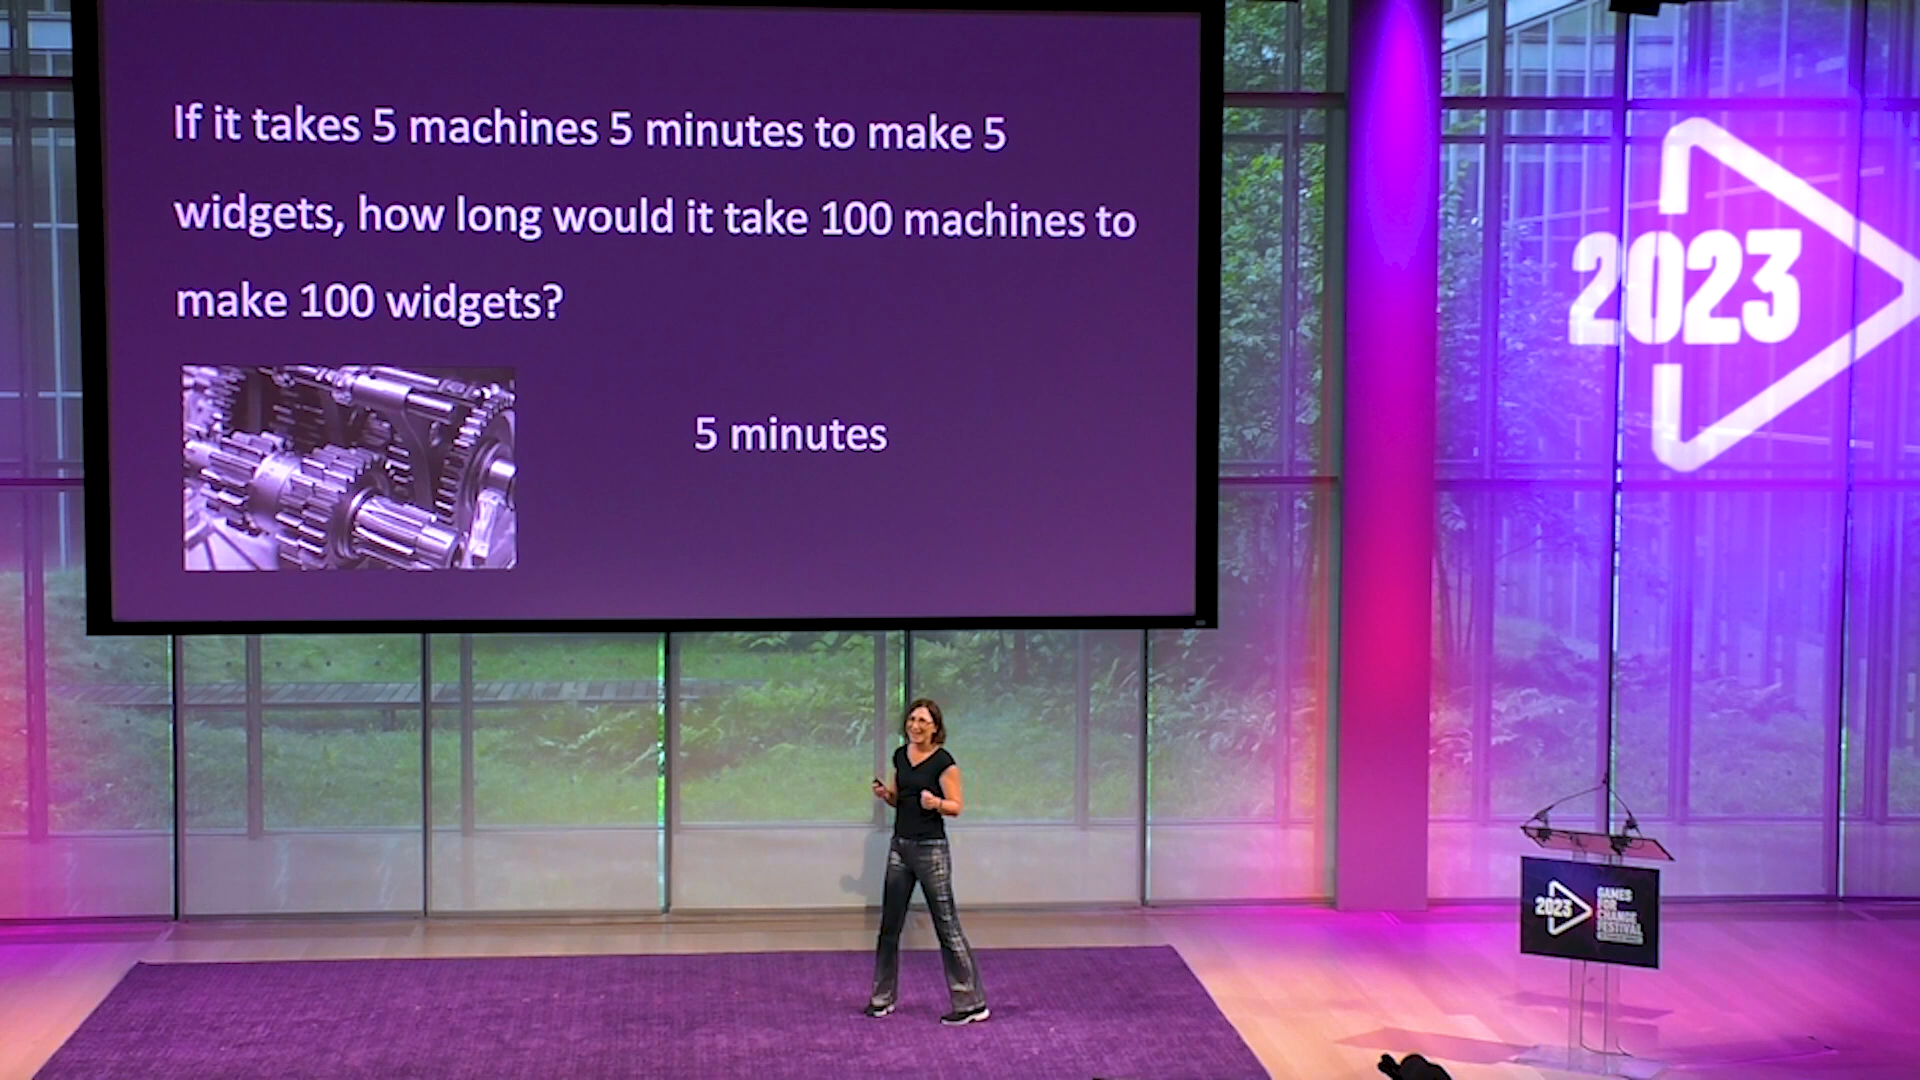 If it takes 5 machines 5 minutes to make 5
widgets, how long would it take 100 machines to
make 100 widgets?
5 minutes
2023
2023
GAMES
FOR
CHANGE
FESTIVAL